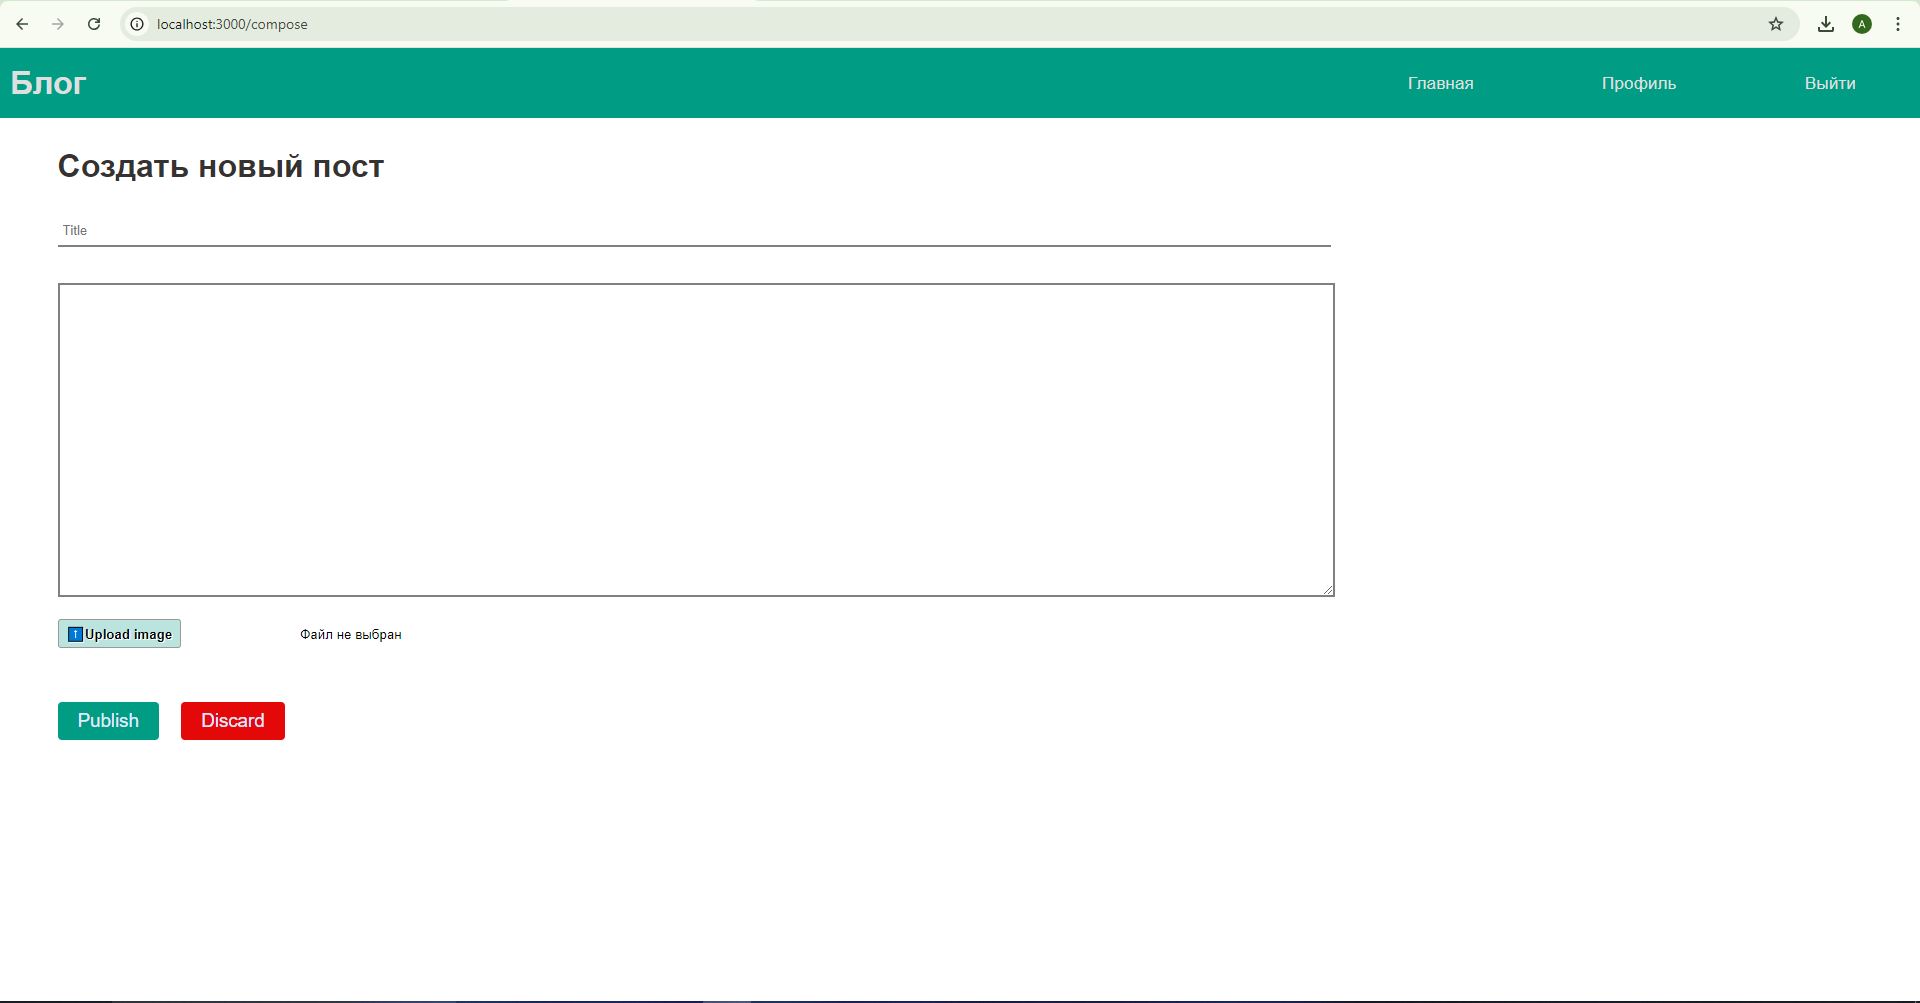 localhost:3000/compose
A
Блог
Главная
Профиль
Выйти
Создать новый пост
Title
Upload image
Файл не выбран
Publish
Discard